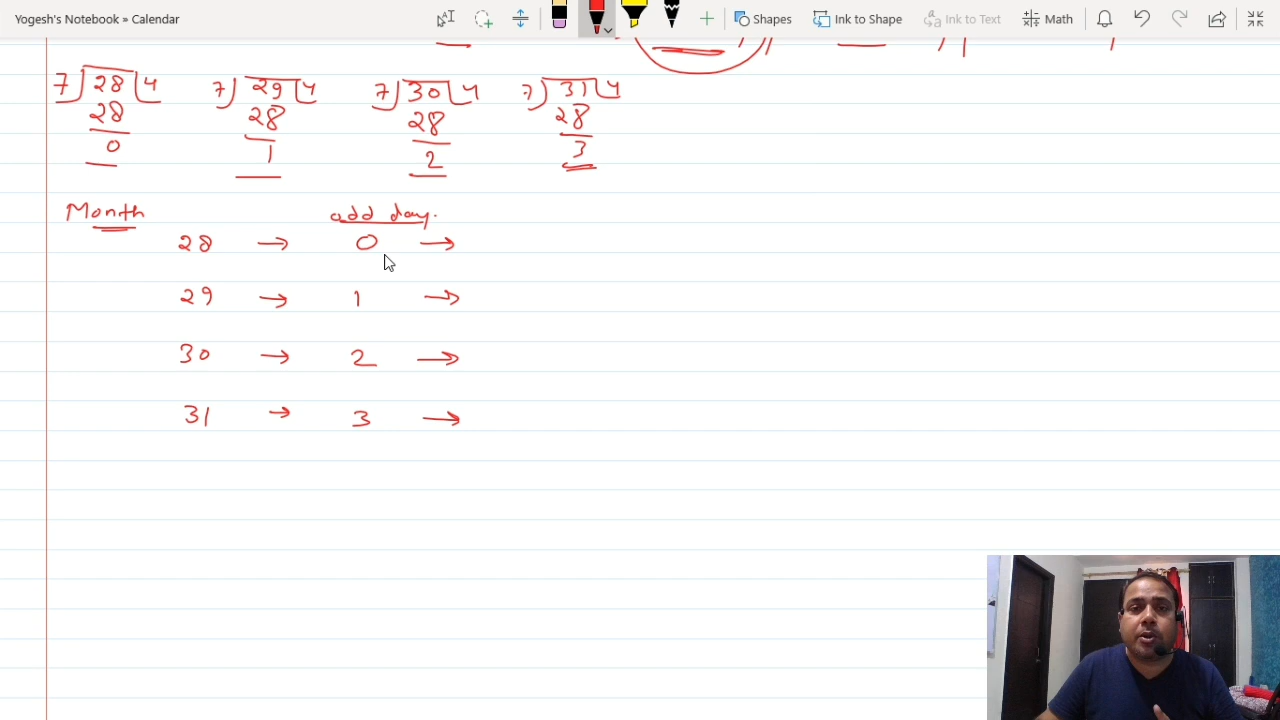 Yogesh's Notebook » Calendar
Shapes Ink to Shape Ink to Text Math
7 ) 28 ( 4 7 ) 29 ( 4 7 ) 30 ( 4 7 ) 31 ( 4
28 28 28 28
0 1 2 3
Month add day.
28 → 0 →
29 → 1 →
30 → 2 →
31 → 3 →